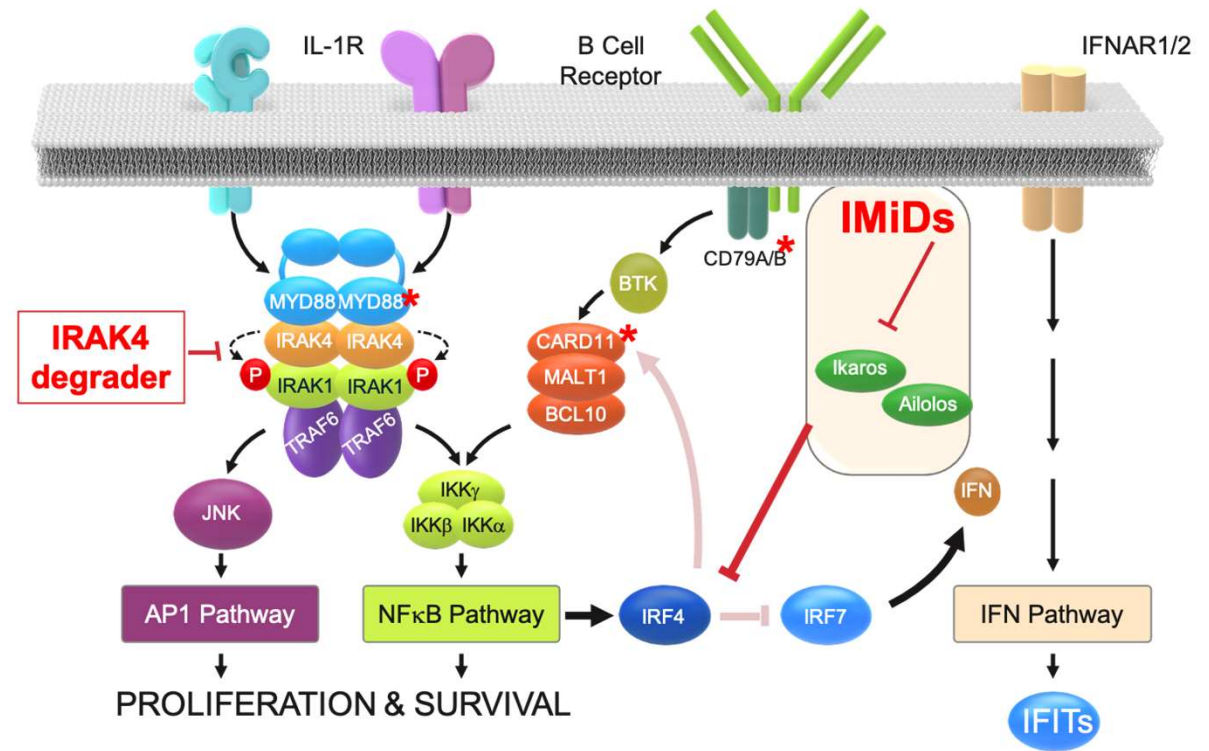 IL-1R
B Cell
Receptor
IFNAR1/2
IMiDs
CD79A/B*
BTK
MYD88 MYD88*
IRAK4
degrader
IRAK4 IRAK4
P IRAK1 IRAK1 P
TRAF6 TRAF6
CARD11*
MALT1
BCL10
Ikaros
Ailolos
JNK
IKKγ
IKKβ IKKα
IFN
AP1 Pathway
NFκB Pathway
IRF4
IRF7
IFN Pathway
PROLIFERATION & SURVIVAL
IFITs